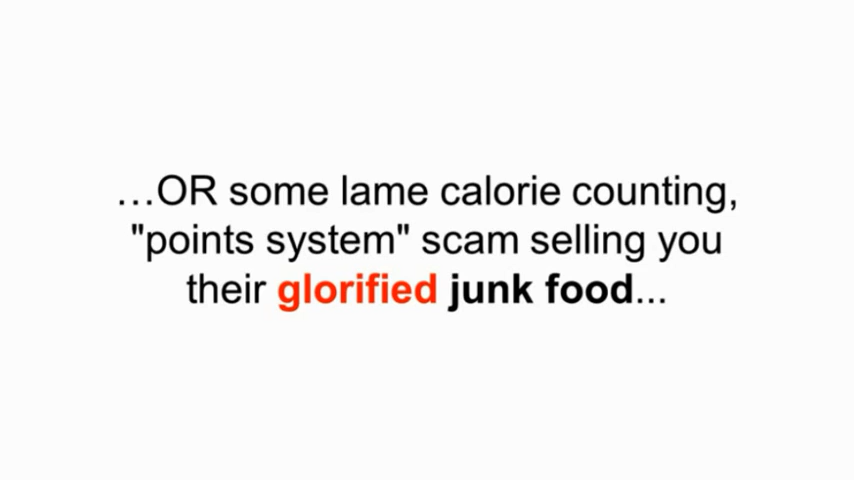 …OR some lame calorie counting,
"points system" scam selling you
their glorified junk food...